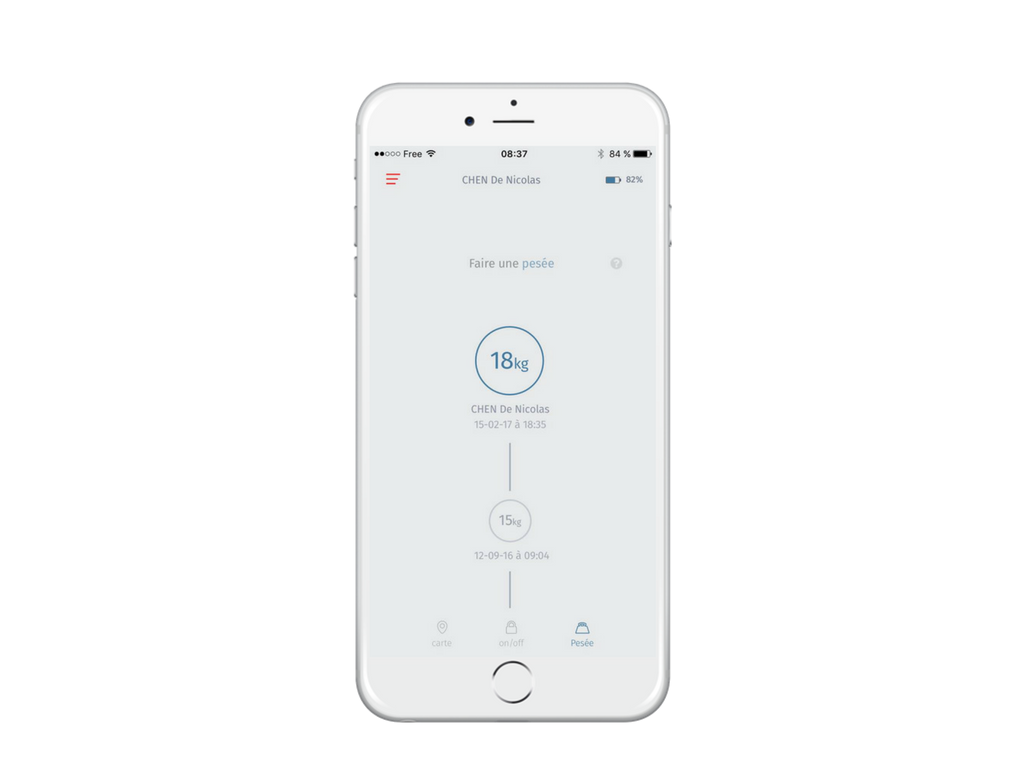 Free 08:37 84 %
CHEN De Nicolas 82%
Faire une pesée ?
18kg
CHEN De Nicolas
15-02-17 à 18:35
15kg
12-09-16 à 09:04
carte on/off Pesée